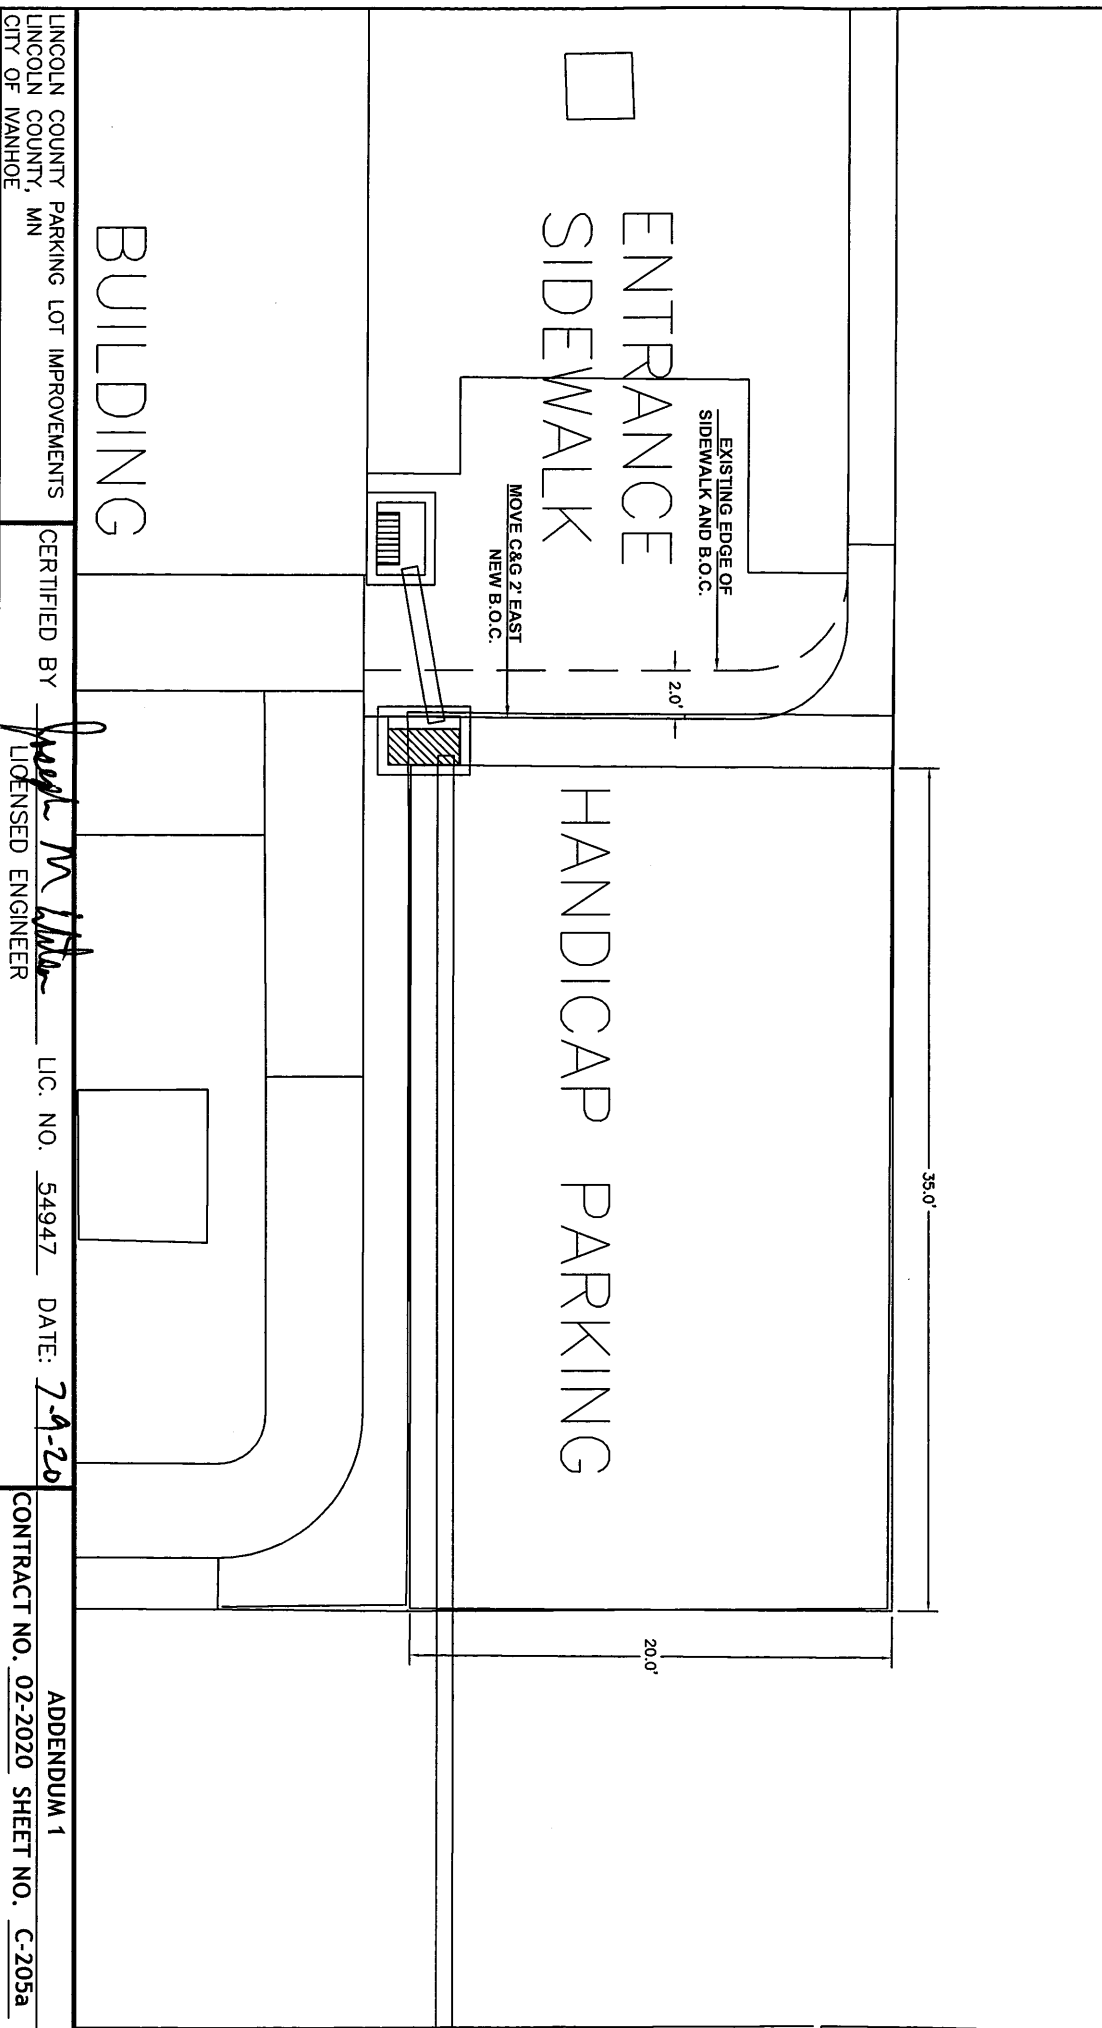 ENTRANCE
SIDEWALK
EXISTING EDGE OF
SIDEWALK AND B.O.C.
MOVE C&G 2' EAST
NEW B.O.C.
2.0'
35.0'
HANDICAP PARKING
20.0'
BUILDING
LINCOLN COUNTY PARKING LOT IMPROVEMENTS
LINCOLN COUNTY, MN
CITY OF IVANHOE
CERTIFIED BY
LICENSED ENGINEER
LIC. NO. 54947 DATE: 7-9-20
ADDENDUM 1
CONTRACT NO. 02-2020 SHEET NO. C-205a